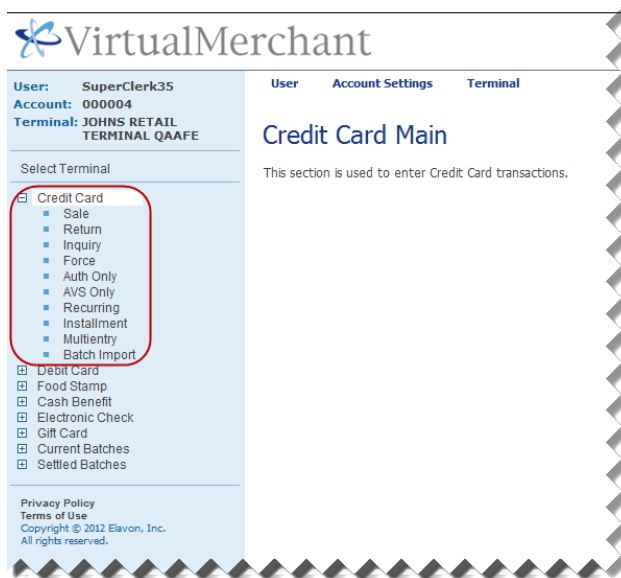 VirtualMerchant
User: SuperClerk35
Account: 000004
Terminal: JOHNS RETAIL
TERMINAL QAAFE
Select Terminal
Credit Card
Sale
Return
Inquiry
Force
Auth Only
AVS Only
Recurring
Installment
Multientry
Batch Import
Debit Card
Food Stamp
Cash Benefit
Electronic Check
Gift Card
Current Batches
Settled Batches
Privacy Policy
Terms of Use
Copyright © 2012 Elavon, Inc.
All rights reserved.
User Account Settings Terminal
Credit Card Main
This section is used to enter Credit Card transactions.